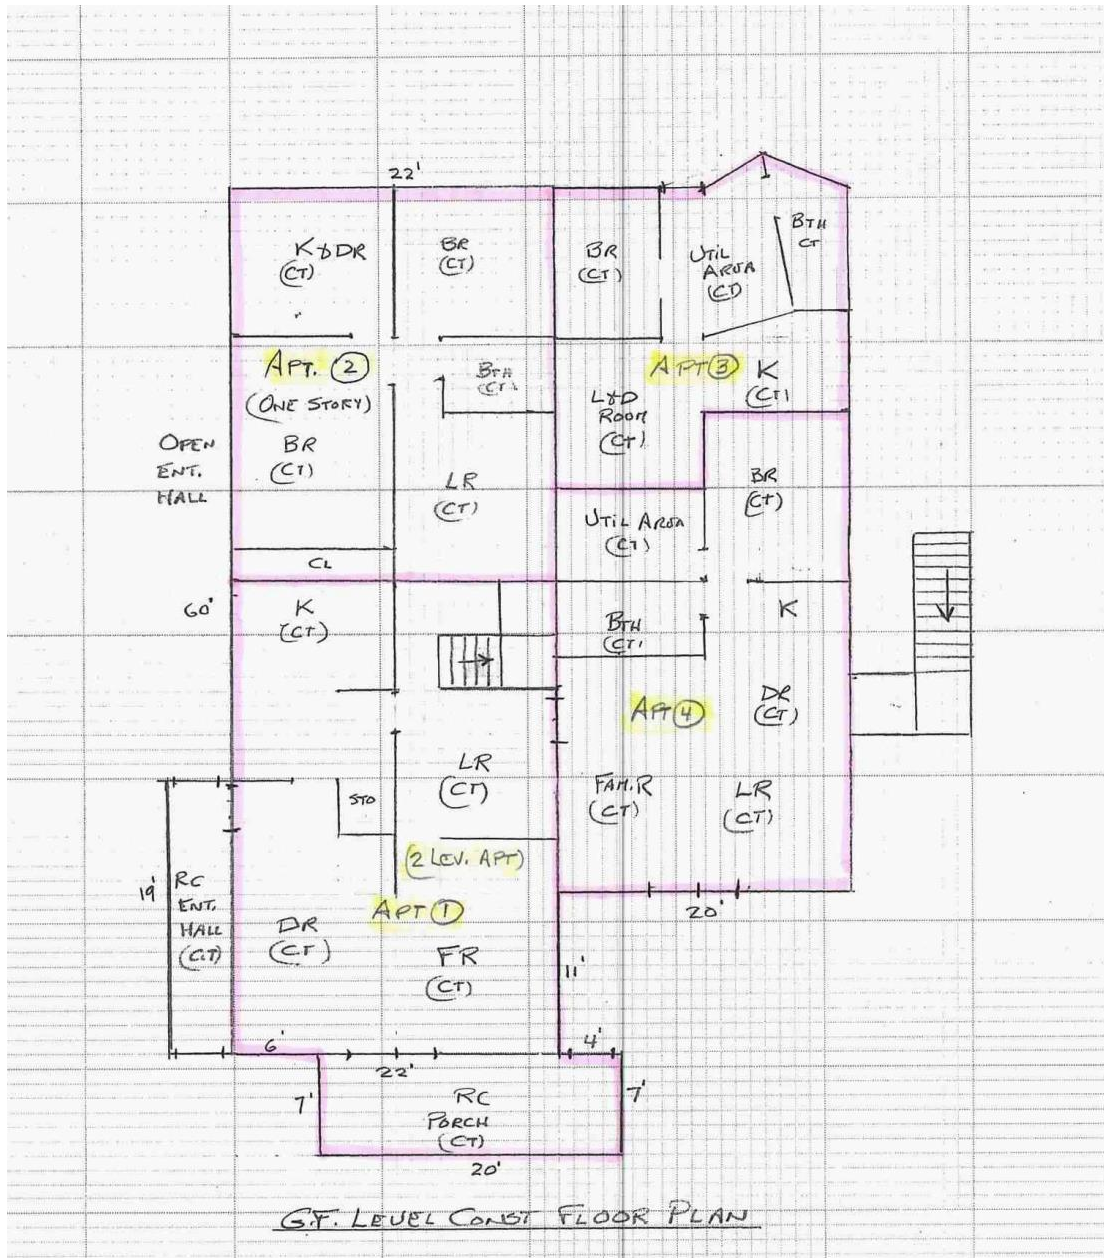 22'
K & DR
(CT)
BR
(CT)
BR
(CT)
UTIL
AREA
(CT)
BTH
CT
APT. 2
(ONE STORY)
BTH
(CT)
APT 3
K
(CT)
L&D
ROOM
(CT)
OPEN
ENT.
HALL
BR
(CT)
LR
(CT)
BR
(CT)
UTIL AREA
(CT)
CL
60'
K
(CT)
BTH
(CT)
K
APT 4
DR
(CT)
LR
(CT)
STO
FAM.R
(CT)
LR
(CT)
(2 LEV. APT)
19'
RC
ENT.
HALL
(CT)
APT 1
20'
DR
(CT)
FR
(CT)
11'
6'
22'
4'
7'
RC
PORCH
(CT)
7'
20'
G.F. LEVEL CONST FLOOR PLAN